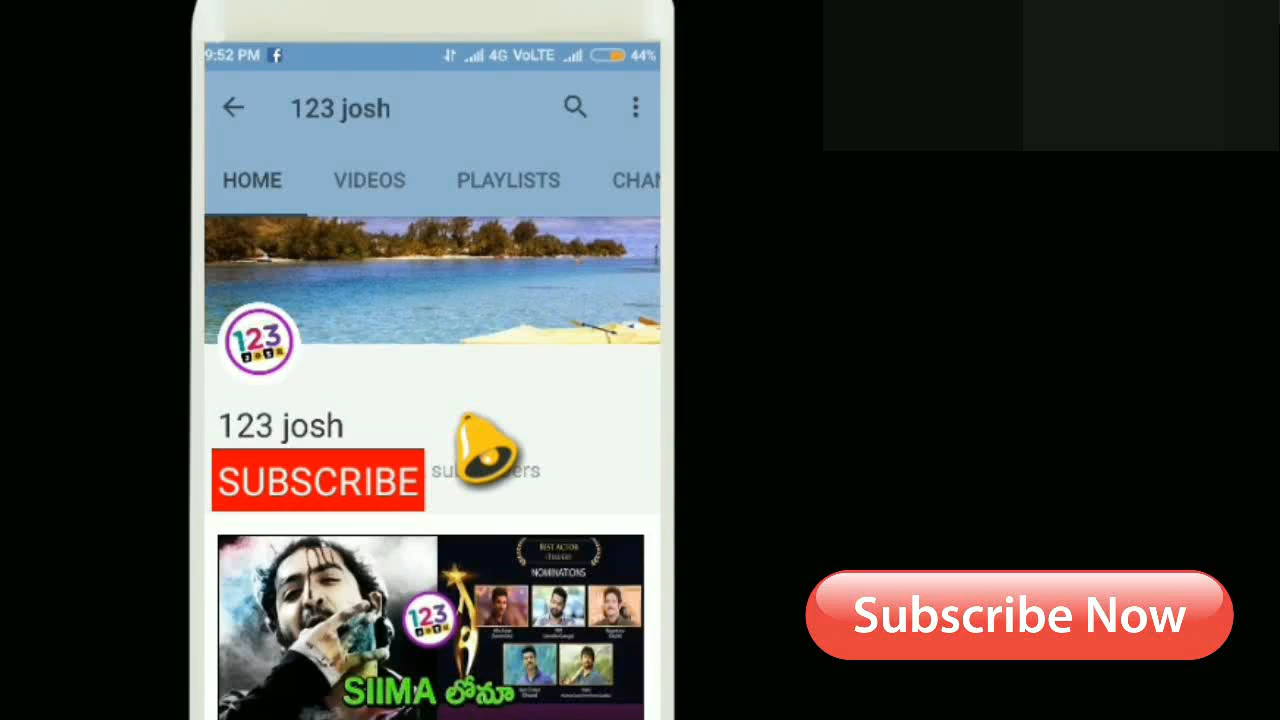 9:52 PM
4G VoLTE 44%
123 josh
HOME VIDEOS PLAYLISTS CHAN
123
123 josh
SUBSCRIBE
BEST ACTOR
NOMINATIONS
123
SIIMA లోనూ
Subscribe Now